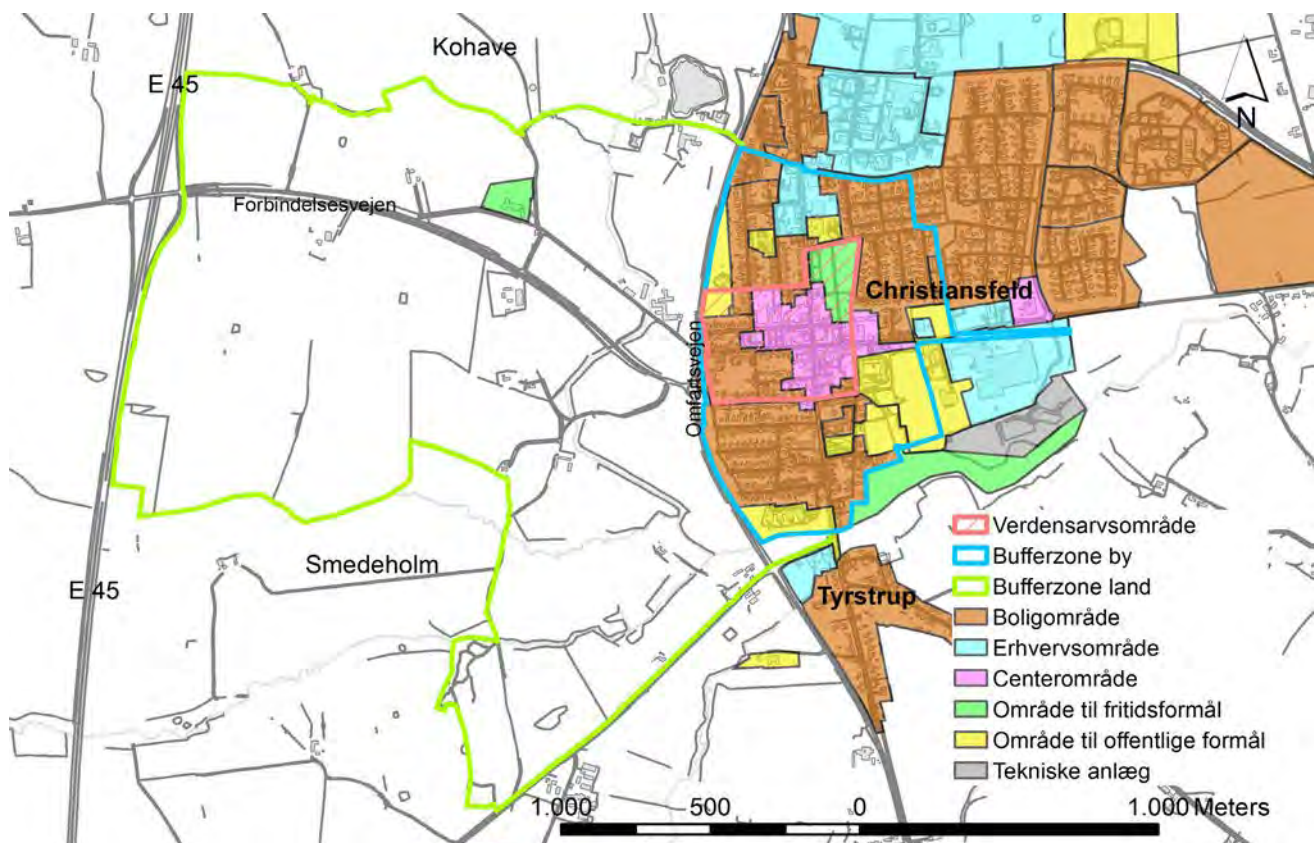 Kohave
E 45
N
Forbindelsesvejen
Christiansfeld
Omfartsvejen
Smedeholm
E 45
Tyrstrup
Verdensarvsområde
Bufferzone by
Bufferzone land
Boligområde
Erhvervsområde
Centerområde
Område til fritidsformål
Område til offentlige formål
Tekniske anlæg
1.000 500 0 1.000 Meters